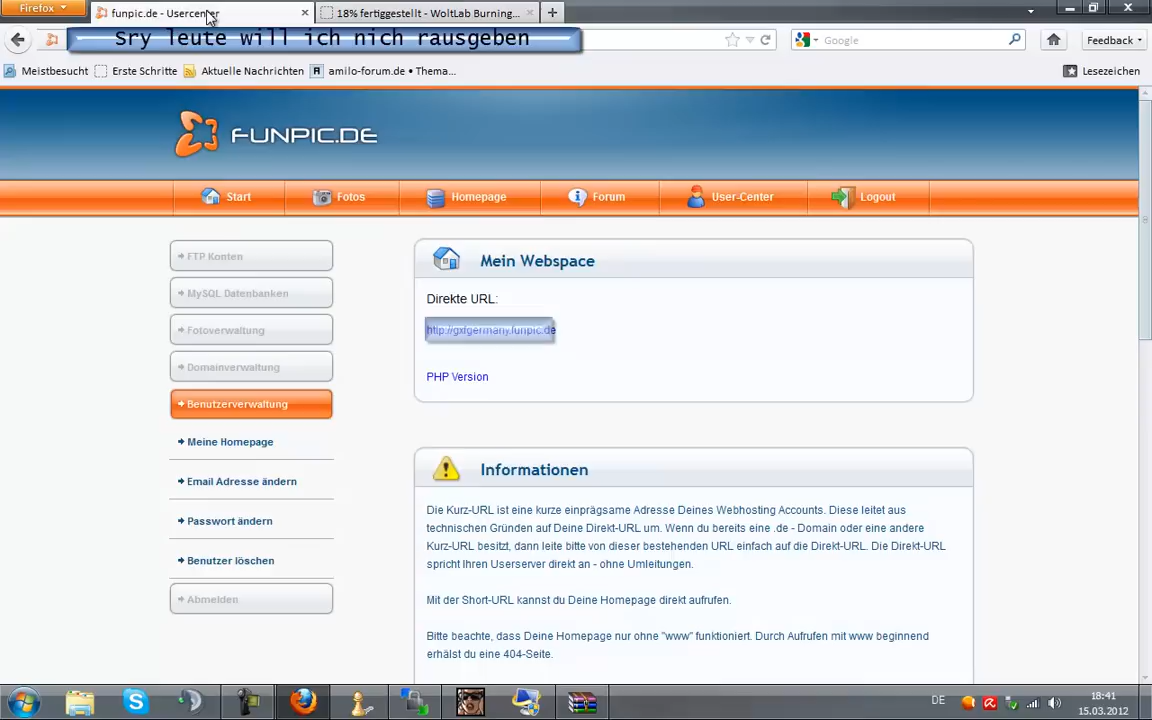 Firefox
funpic.de - Usercenter
18% fertiggestellt - WoltLab Burning...
Sry leute will ich nich rausgeben
Google
Feedback
Meistbesucht
Erste Schritte
Aktuelle Nachrichten
amilo-forum.de • Thema...
Lesezeichen
FUNPIC.DE
Start
Fotos
Homepage
Forum
User-Center
Logout
FTP Konten
MySQL Datenbanken
Fotoverwaltung
Domainverwaltung
Benutzerverwaltung
Meine Homepage
Email Adresse ändern
Passwort ändern
Benutzer löschen
Abmelden
Mein Webspace
Direkte URL:
http://gxfgermany.funpic.de
PHP Version
Informationen
Die Kurz-URL ist eine kurze einprägsame Adresse Deines Webhosting Accounts. Diese leitet aus
technischen Gründen auf Deine Direkt-URL um. Wenn du bereits eine .de - Domain oder eine andere
Kurz-URL besitzt, dann leite bitte von dieser bestehenden URL einfach auf die Direkt-URL. Die Direkt-URL
spricht Ihren Userserver direkt an - ohne Umleitungen.
Mit der Short-URL kannst du Deine Homepage direkt aufrufen.
Bitte beachte, dass Deine Homepage nur ohne "www" funktioniert. Durch Aufrufen mit www beginnend
erhälst du eine 404-Seite.
DE
18:41
15.03.2012